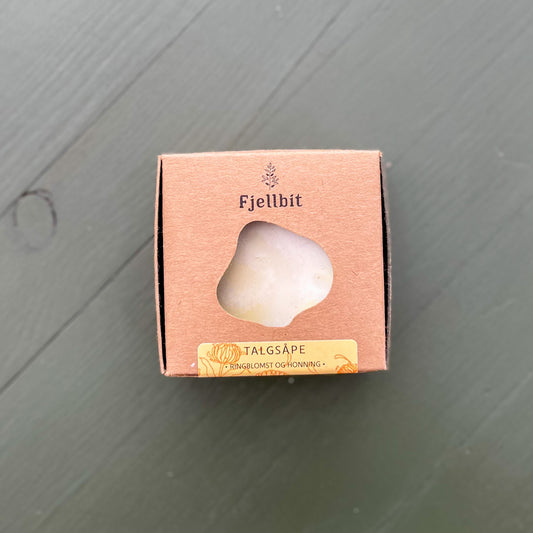 Fjellbit
TALGSÅPE
• RINGBLOMST OG HONNING •